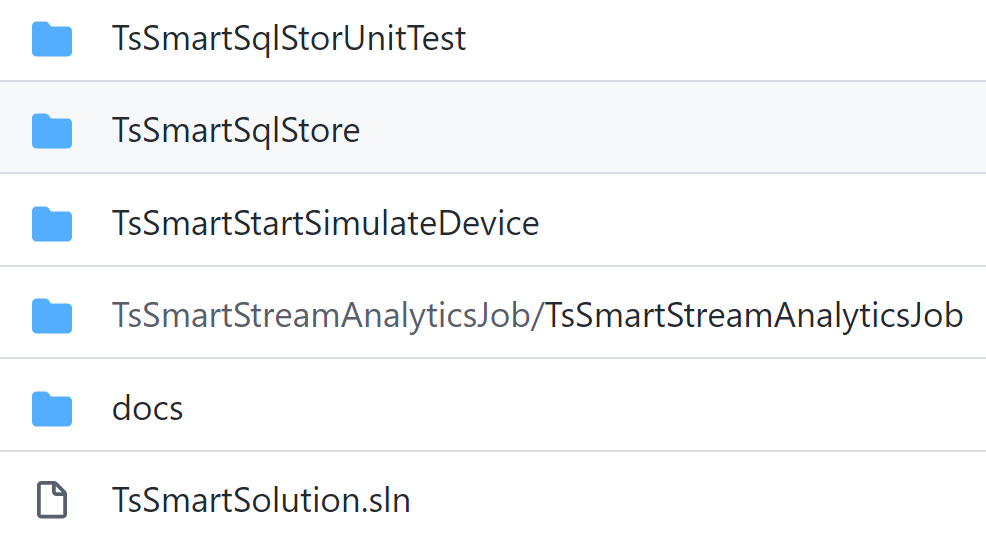 TsSmartSqlStorUnitTest
TsSmartSqlStore
TsSmartStartSimulateDevice
TsSmartStreamAnalyticsJob/TsSmartStreamAnalyticsJob
docs
TsSmartSolution.sln